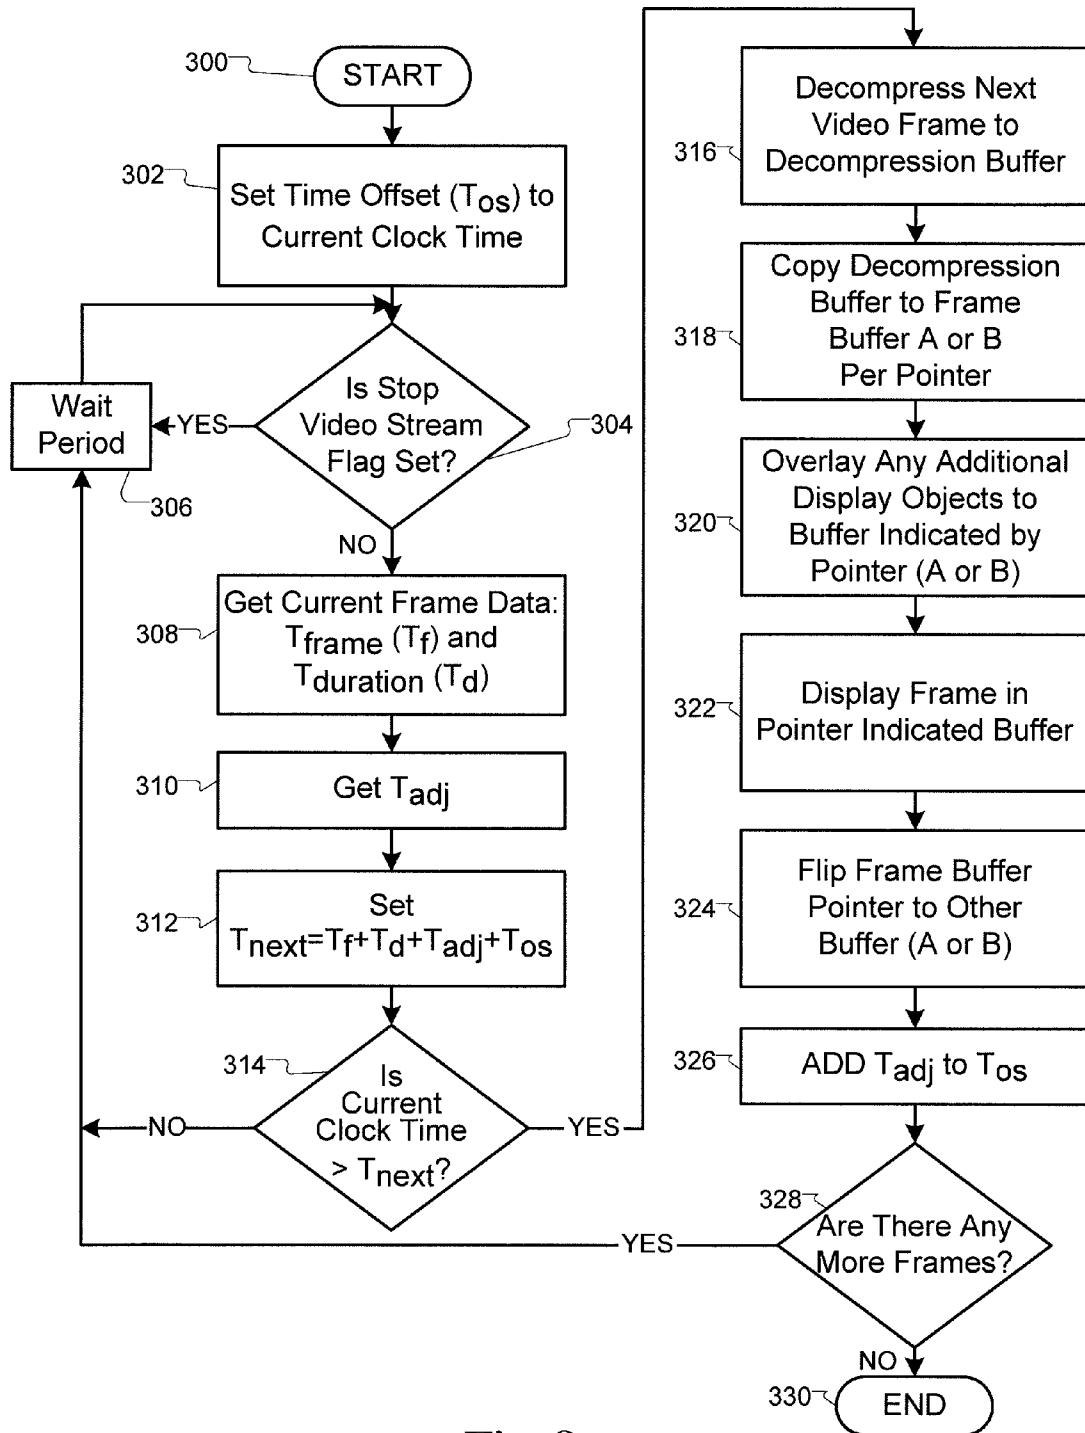 300
START
302
Set Time Offset (Tos) to
Current Clock Time
Wait
Period
306
YES
Is Stop
Video Stream
Flag Set?
304
NO
308
Get Current Frame Data:
Tframe (Tf) and
Tduration (Td)
310
Get Tadj
312
Set
Tnext=Tf+Td+Tadj+Tos
314
Is
Current
Clock Time
> Tnext?
NO
YES
316
Decompress Next
Video Frame to
Decompression Buffer
318
Copy Decompression
Buffer to Frame
Buffer A or B
Per Pointer
320
Overlay Any Additional
Display Objects to
Buffer Indicated by
Pointer (A or B)
322
Display Frame in
Pointer Indicated Buffer
324
Flip Frame Buffer
Pointer to Other
Buffer (A or B)
326
ADD Tadj to Tos
328
Are There Any
More Frames?
YES
NO
330
END